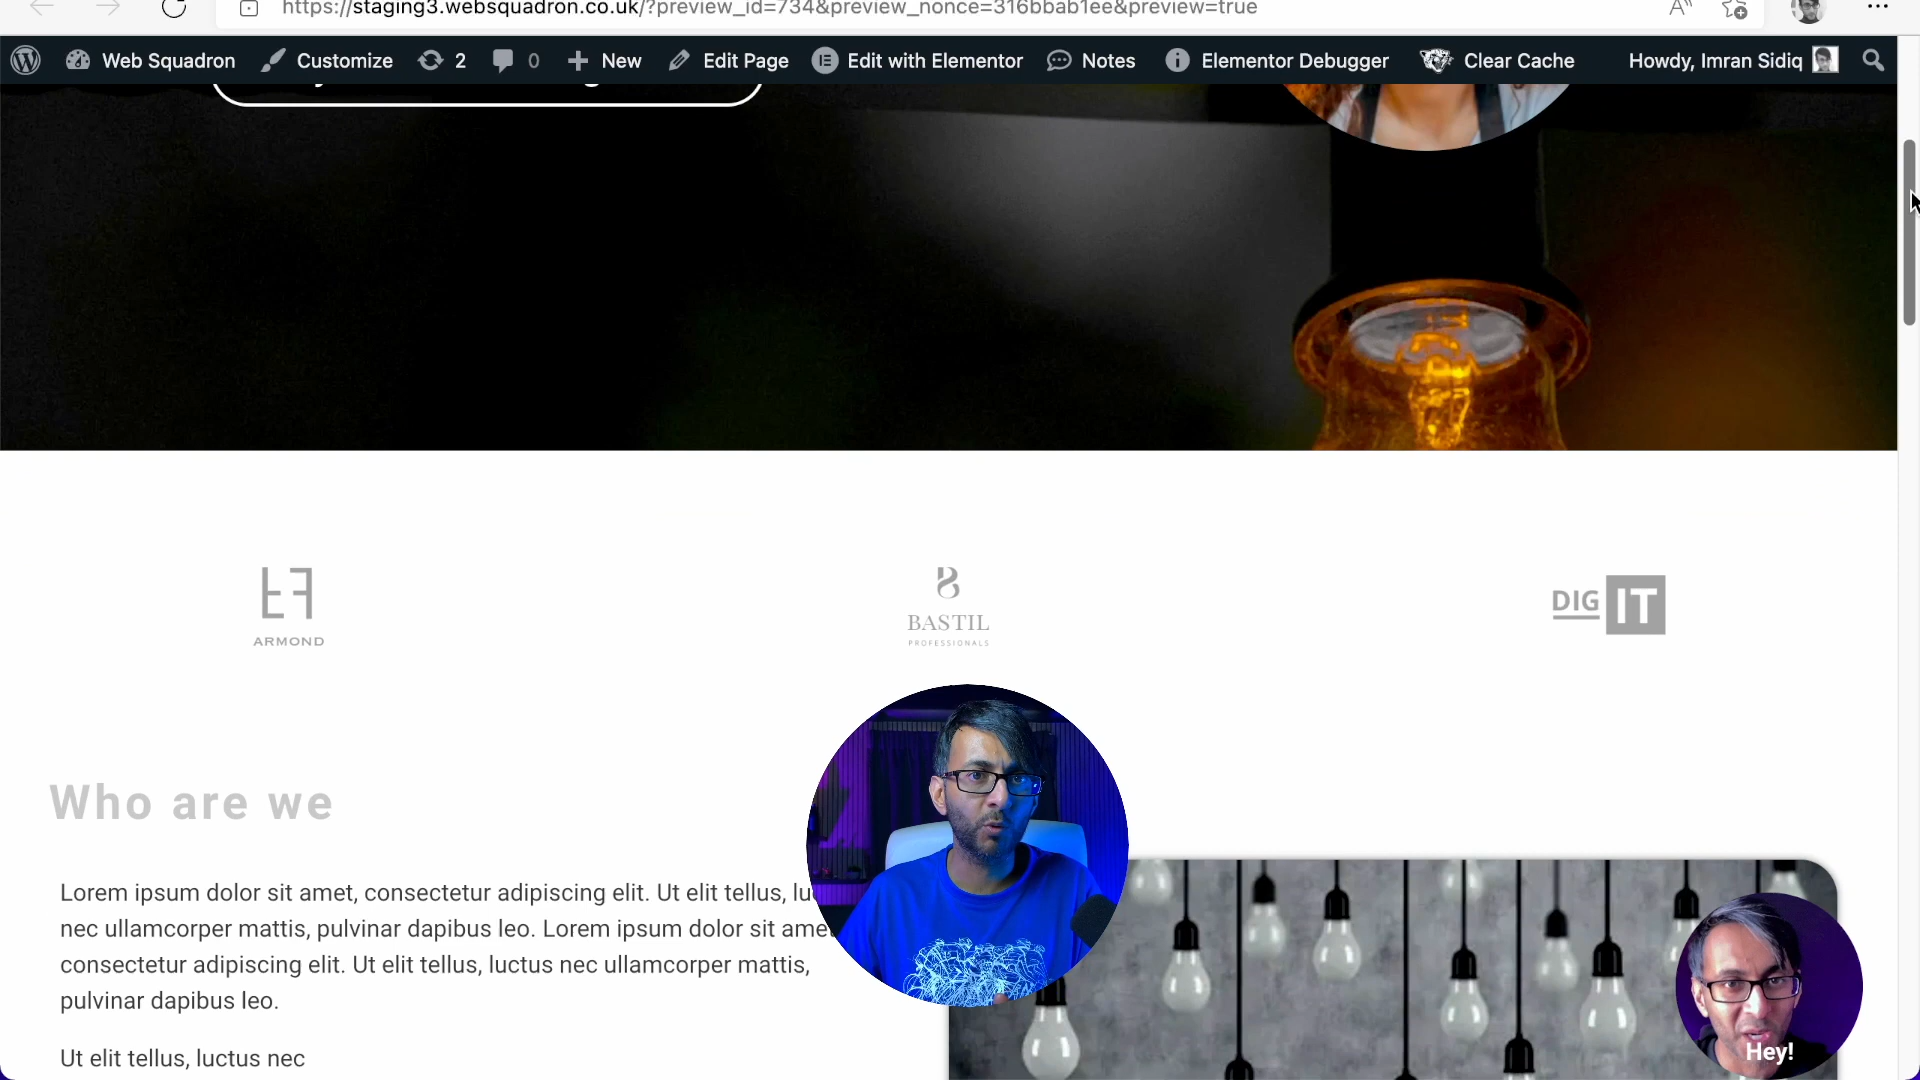 https://staging3.websquadron.co.uk/?preview_id=734&preview_nonce=316bbab1ee&preview=true
Web Squadron Customize 2 0 New Edit Page Edit with Elementor Notes Elementor Debugger Clear Cache Howdy, Imran Sidiq
ARMOND
BASTIL
PROFESSIONALS
DIG IT
Who are we
Lorem ipsum dolor sit amet, consectetur adipiscing elit. Ut elit tellus,
nec ullamcorper mattis, pulvinar dapibus leo. Lorem ipsum dolor sit
consectetur adipiscing elit. Ut elit tellus, luctus nec ullamcorper mattis,
pulvinar dapibus leo.
Ut elit tellus, luctus nec
Hey!